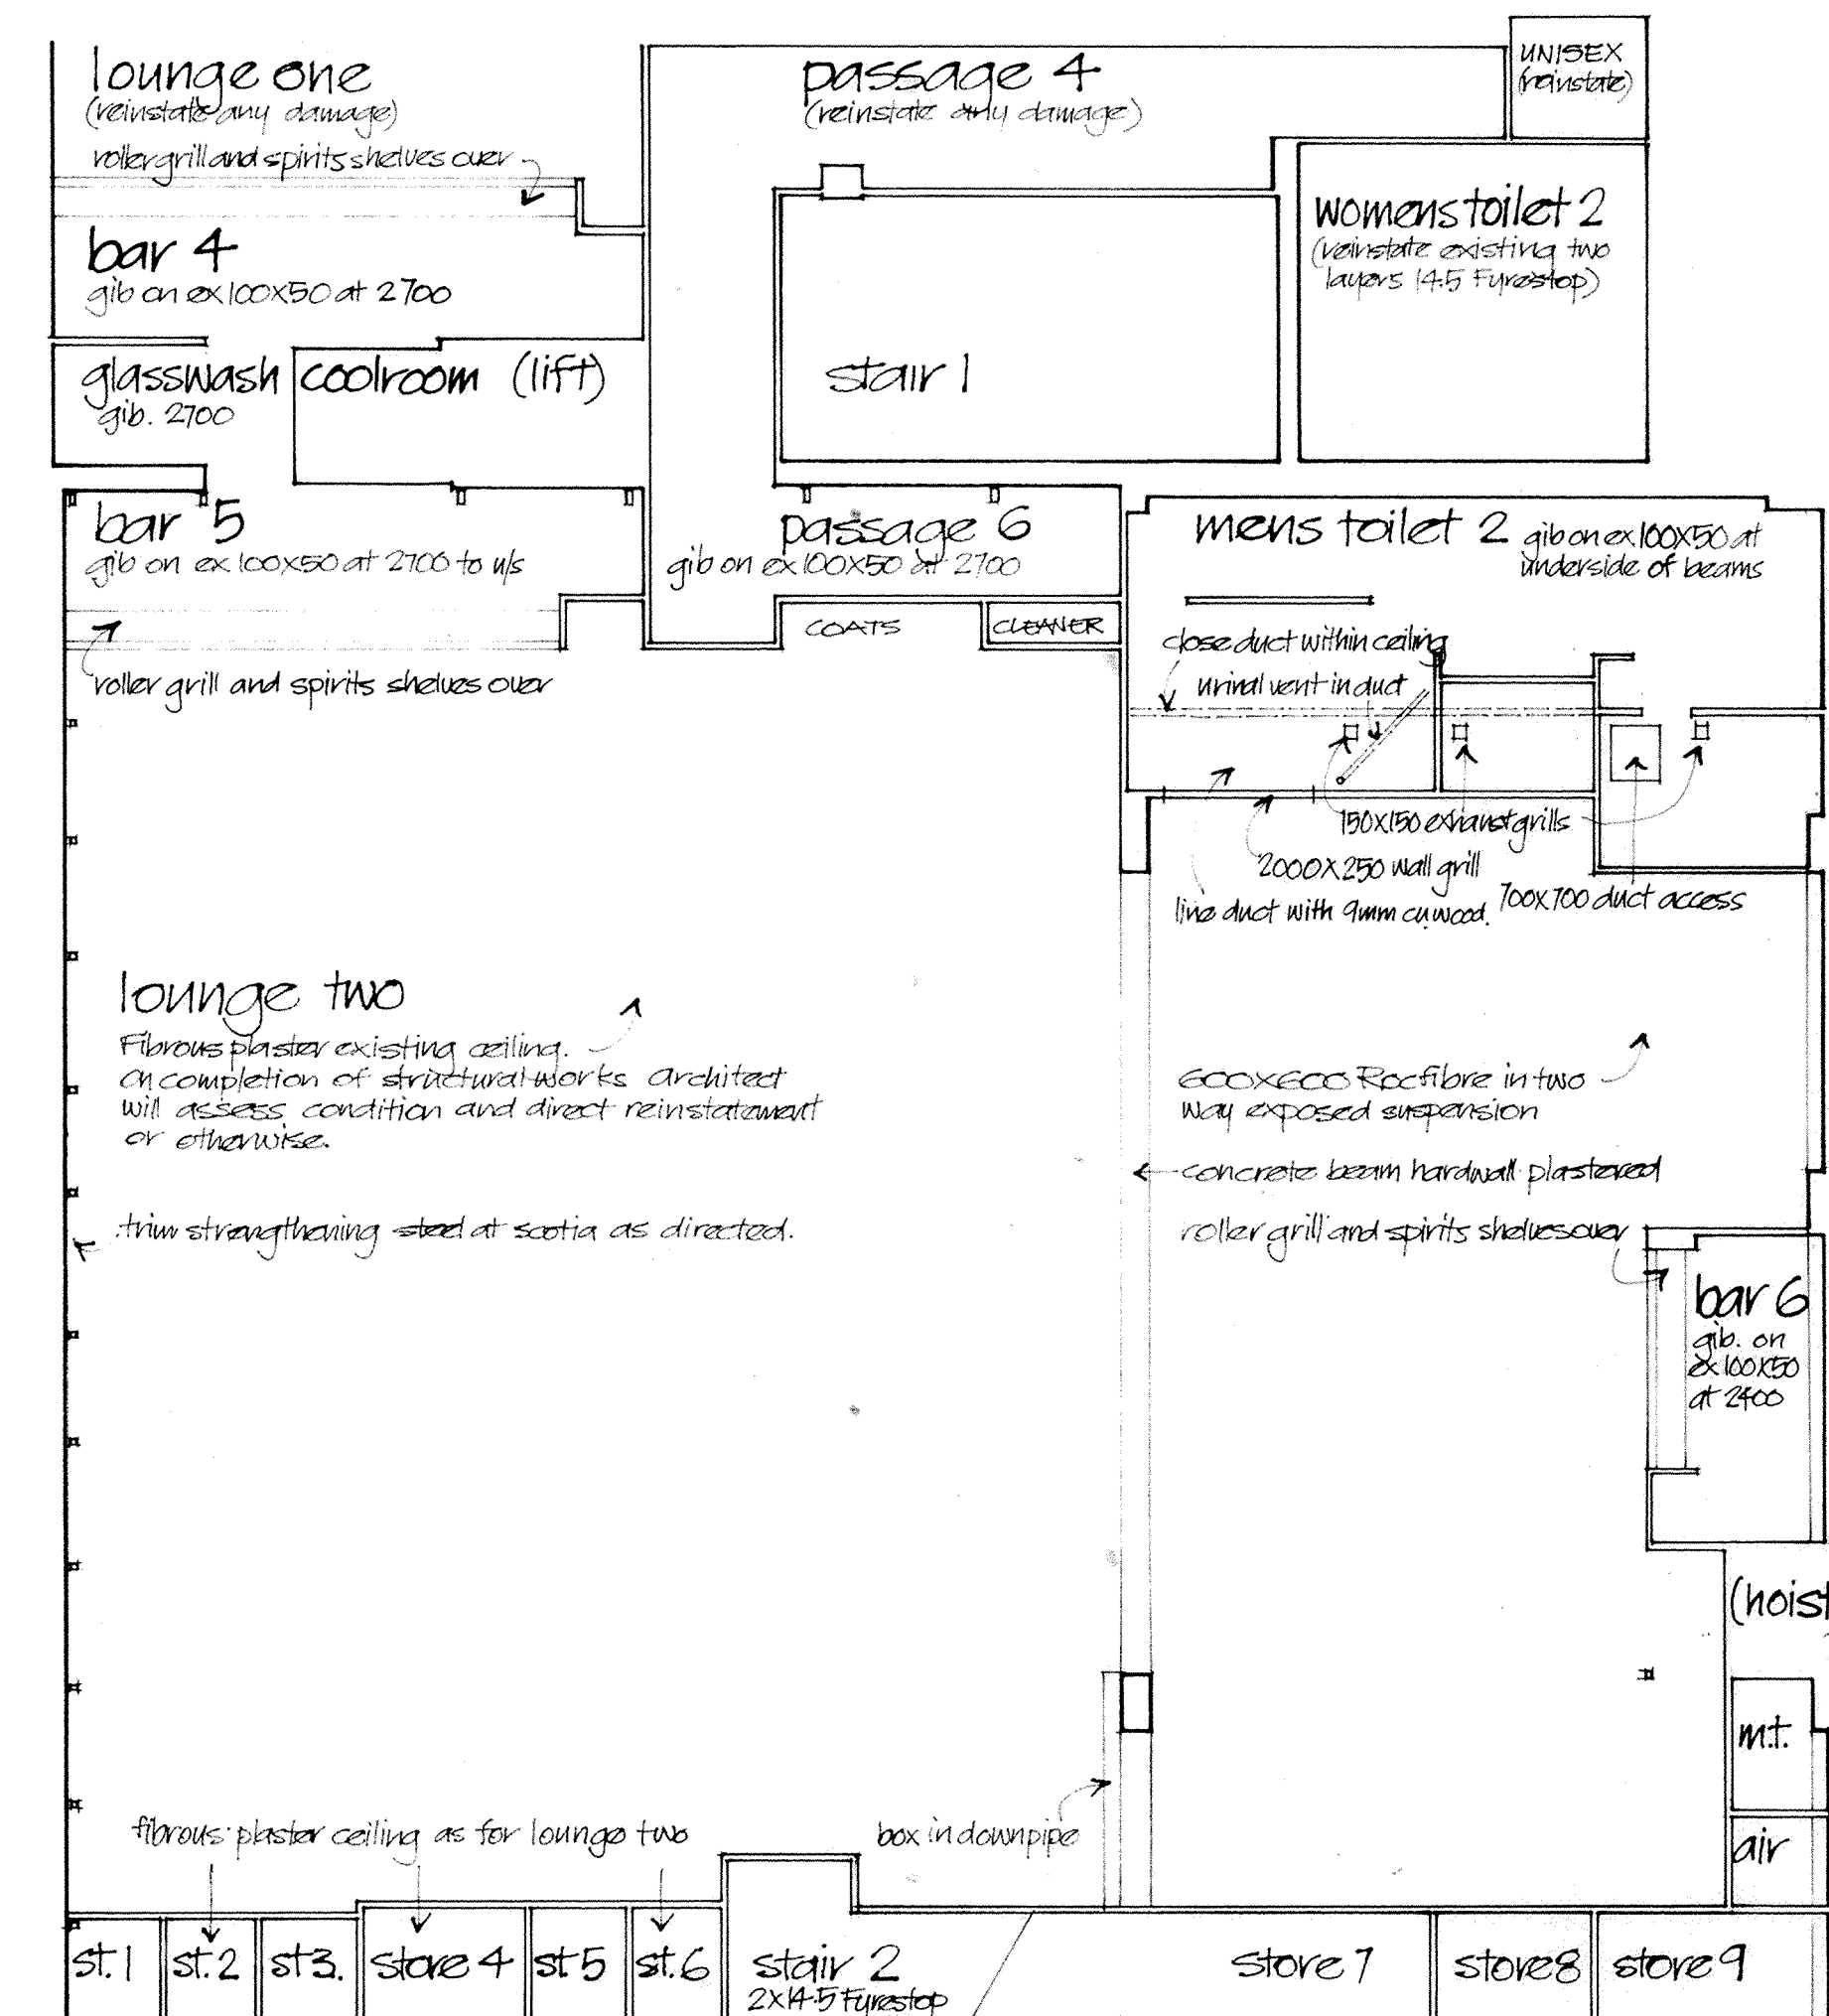 lounge one
(reinstate any damage)
roller grill and spirits shelves over
passage 4
(reinstate any damage)
UNISEX
(reinstate)
womens toilet 2
(reinstate existing two
layers 14.5 Fyrestop)
bar 4
gib on ex 100X50 at 2700
glasswash
gib. 2700
coolroom (lift)
stair 1
bar 5
gib on ex 100X50 at 2700 to u/s
roller grill and spirits shelves over
passage 6
gib on ex 100X50 at 2700
COATS
CLEANER
mens toilet 2
gib on ex 100X50 at
underside of beams
close duct within ceiling
urinal vent in duct
150X150 exhaust grills
2000X250 wall grill
line duct with 9mm c.y.wood.
700X700 duct access
lounge two
Fibrous plaster existing ceiling.
On completion of structural works architect
will assess condition and direct reinstatement
or otherwise.
trim strengthening steel at scotia as directed.
600X600 Rocfibre in two
way exposed suspension
concrete beam hardwall plastered
roller grill and spirits shelves over
bar 6
gib. on
ex 100X50
at 2400
(hoist
m.t.
air
fibrous plaster ceiling as for lounge two
box in downpipe
st.1
st.2
st3.
store 4
st 5
st.6
stair 2
2X14.5 Fyrestop
store 7
store 8
store 9